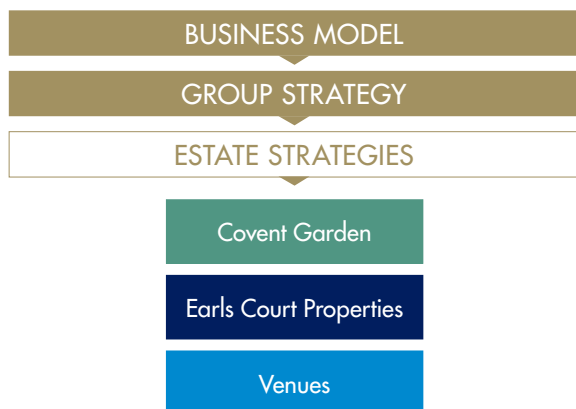 BUSINESS MODEL
GROUP STRATEGY
ESTATE STRATEGIES
Covent Garden
Earls Court Properties
Venues